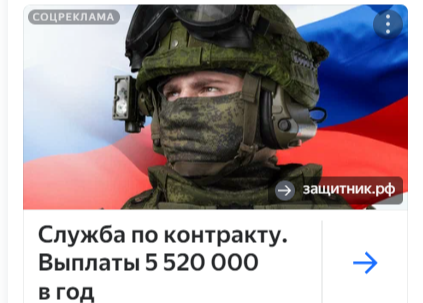 СОЦРЕКЛАМА
защитник.рф
Служба по контракту.
Выплаты 5 520 000
в год